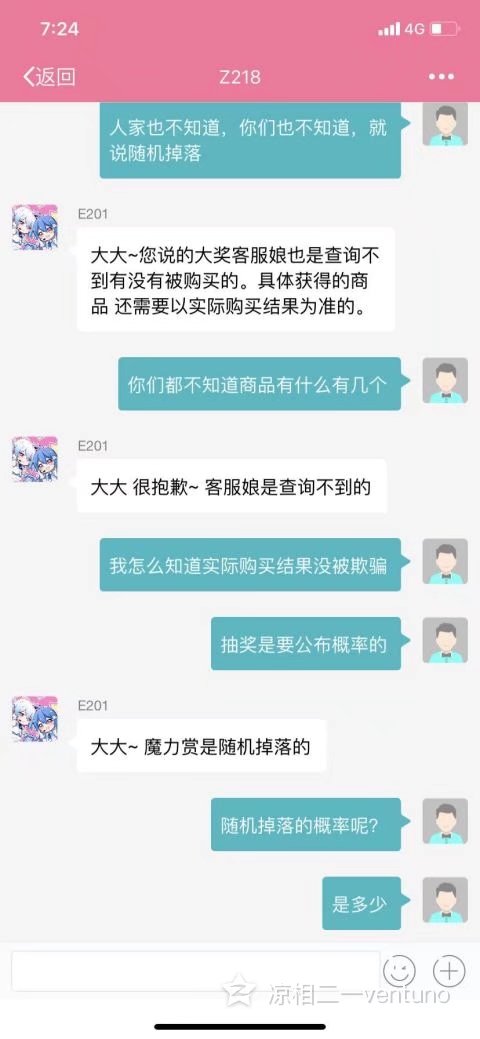 7:24
4G
返回
Z218
人家也不知道，你们也不知道，就
说随机掉落
E201
大大~您说的大奖客服娘也是查询不
到有没有被购买的。具体获得的商
品 还需要以实际购买结果为准的。
你们都不知道商品有什么有几个
E201
大大 很抱歉~ 客服娘是查询不到的
我怎么知道实际购买结果没被欺骗
抽奖是要公布概率的
E201
大大~ 魔力赏是随机掉落的
随机掉落的概率呢？
是多少
凉相二一ventuno